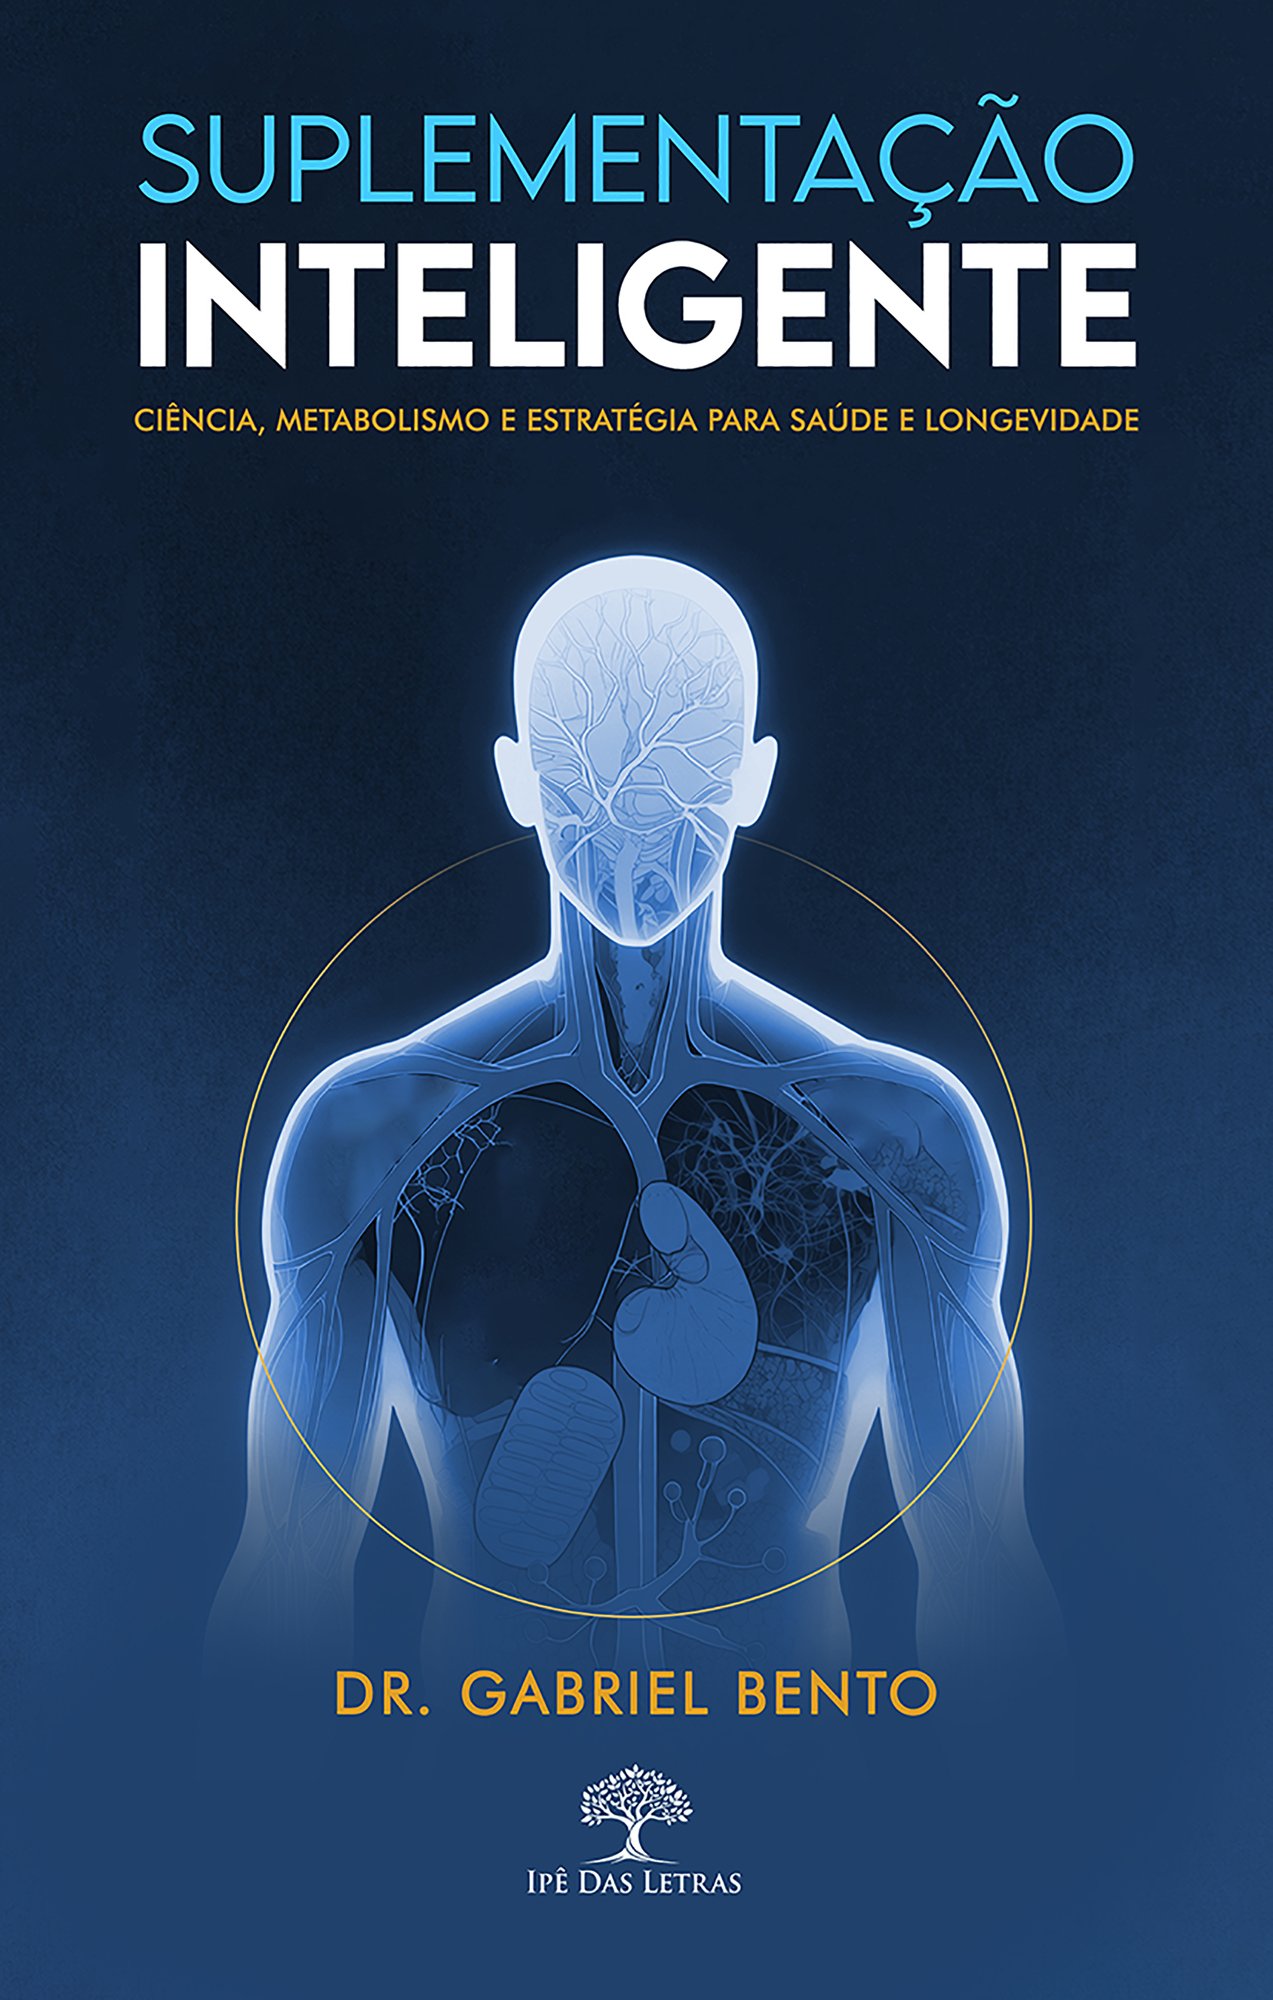 SUPLEMENTAÇÃO
INTELIGENTE
CIÊNCIA, METABOLISMO E ESTRATÉGIA PARA SAÚDE E LONGEVIDADE
DR. GABRIEL BENTO
IPÊ DAS LETRAS